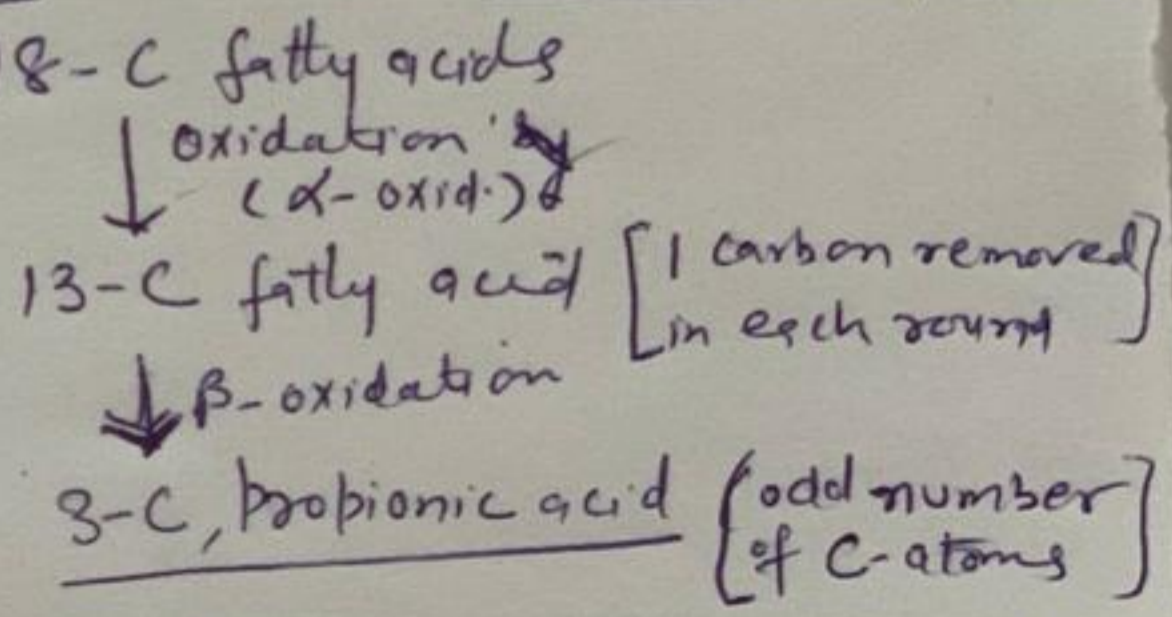 8-C fatty acids
oxidation by
(α-oxid.)
13-C fatty acid [1 carbon removed
in each round]
β-oxidation
3-C, propionic acid [odd number
of C-atoms]